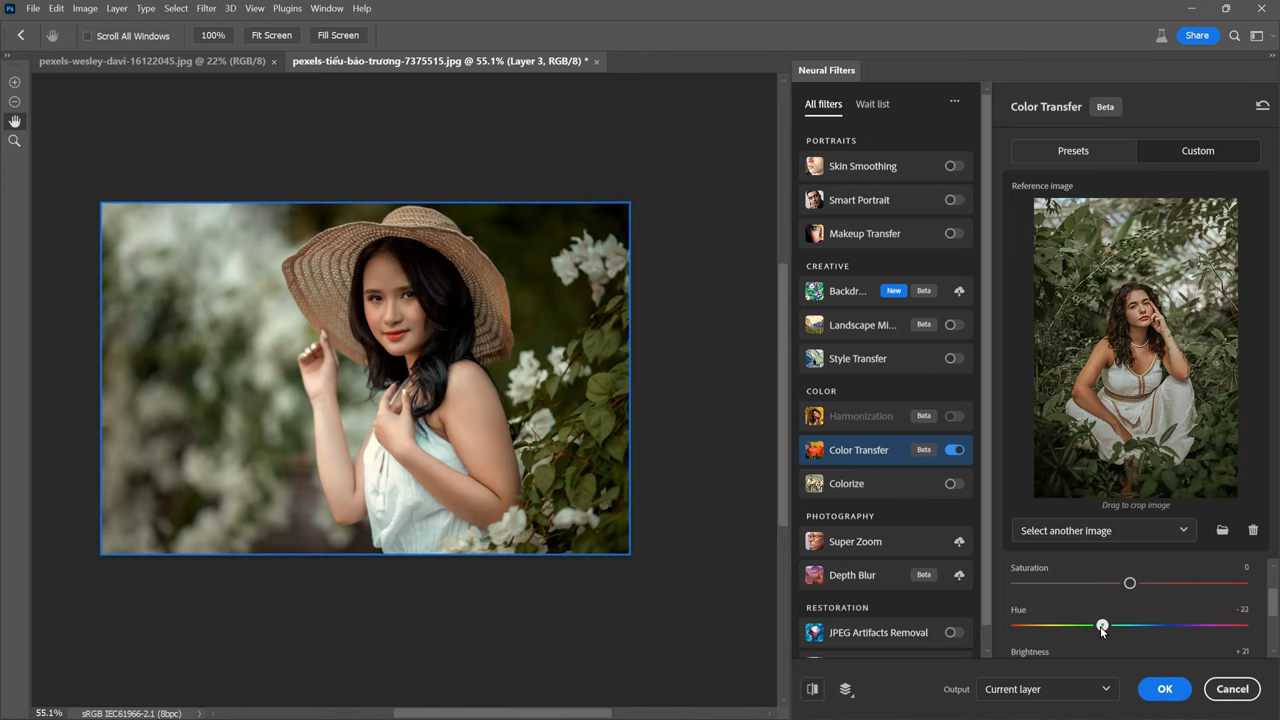 Ps File Edit Image Layer Type Select Filter 3D View Plugins Window Help
Scroll All Windows 100% Fit Screen Fill Screen Share
pexels-wesley-davi-16122045.jpg @ 22% (RGB/8) × pexels-tiểu-bảo-trương-7375515.jpg @ 55.1% (Layer 3, RGB/8) * ×
Neural Filters
All filters Wait list ...
PORTRAITS
Skin Smoothing
Smart Portrait
Makeup Transfer
CREATIVE
Backdr... New Beta
Landscape Mi... Beta
Style Transfer
COLOR
Harmonization Beta
Color Transfer Beta
Colorize
PHOTOGRAPHY
Super Zoom
Depth Blur Beta
RESTORATION
JPEG Artifacts Removal
Color Transfer Beta
Presets Custom
Reference image
Drag to crop image
Select another image
Saturation 0
Hue - 22
Brightness + 21
Output Current layer OK Cancel
55.1% sRGB IEC61966-2.1 (8bpc)